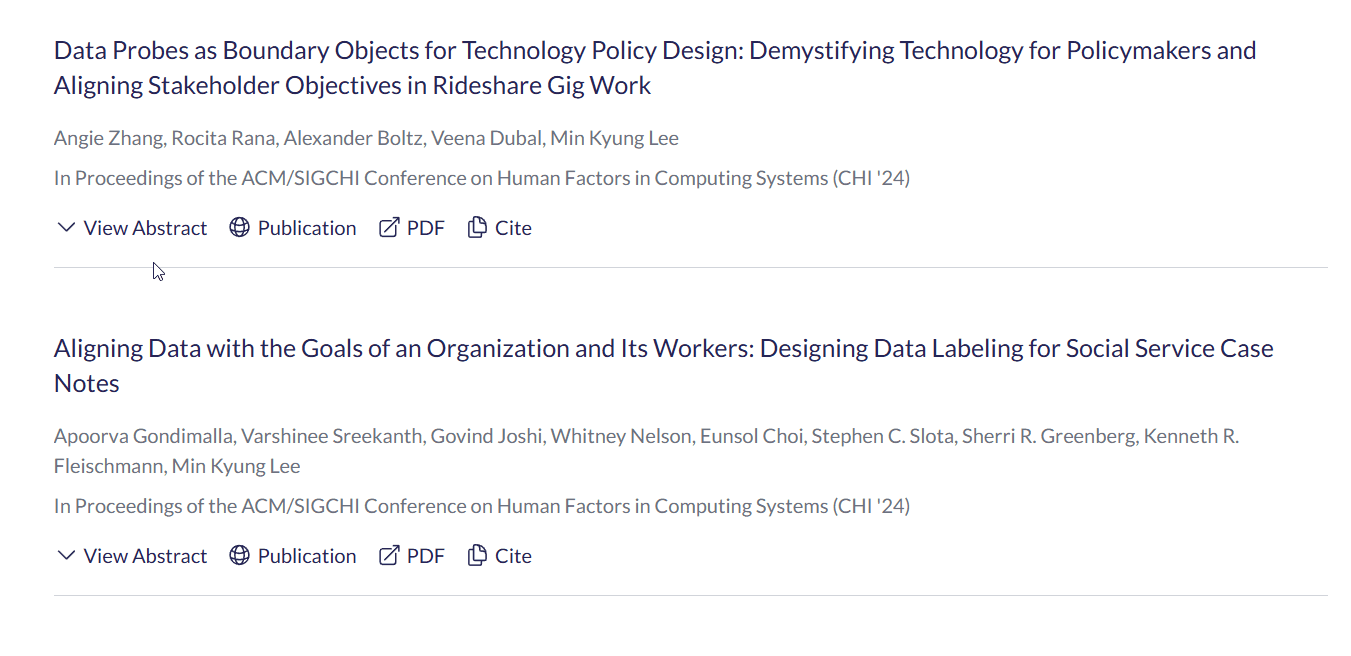 Data Probes as Boundary Objects for Technology Policy Design: Demystifying Technology for Policymakers and
Aligning Stakeholder Objectives in Rideshare Gig Work
Angie Zhang, Rocita Rana, Alexander Boltz, Veena Dubal, Min Kyung Lee
In Proceedings of the ACM/SIGCHI Conference on Human Factors in Computing Systems (CHI '24)
View Abstract Publication PDF Cite
Aligning Data with the Goals of an Organization and Its Workers: Designing Data Labeling for Social Service Case
Notes
Apoorva Gondimalla, Varshinee Sreekanth, Govind Joshi, Whitney Nelson, Eunsol Choi, Stephen C. Slota, Sherri R. Greenberg, Kenneth R.
Fleischmann, Min Kyung Lee
In Proceedings of the ACM/SIGCHI Conference on Human Factors in Computing Systems (CHI '24)
View Abstract Publication PDF Cite